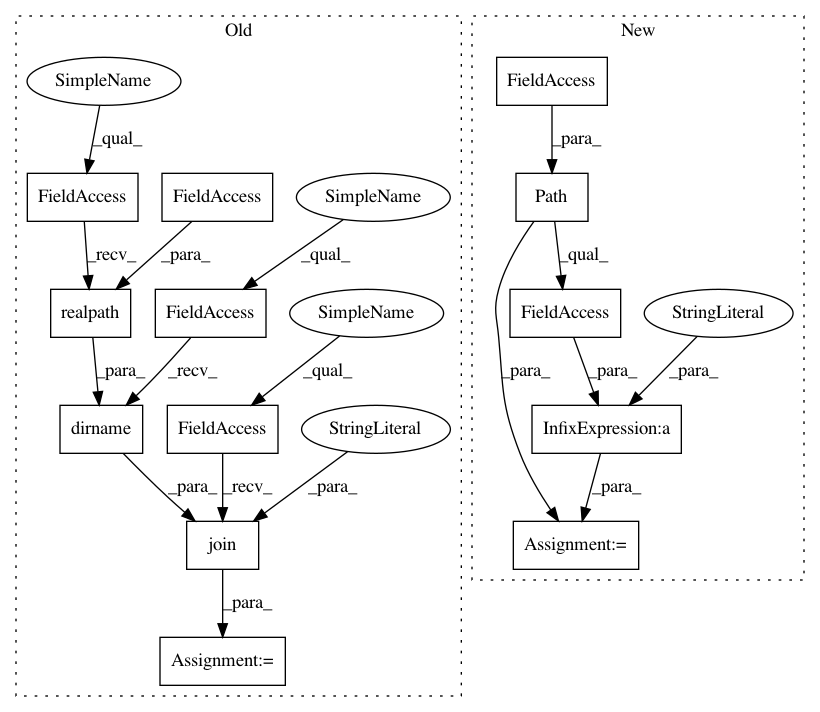 Old
New
SimpleName
FieldAccess
_qual_
_para_
FieldAccess
FieldAccess
SimpleName
Path
_recv_
_para_
_qual_
_qual_
realpath
FieldAccess
SimpleName
FieldAccess
StringLiteral
_para_
_recv_
_qual_
_para_
_para_
_para_
dirname
FieldAccess
StringLiteral
InfixExpression:a
_para_
_recv_
_para_
_para_
join
Assignment:=
_para_
Assignment:=